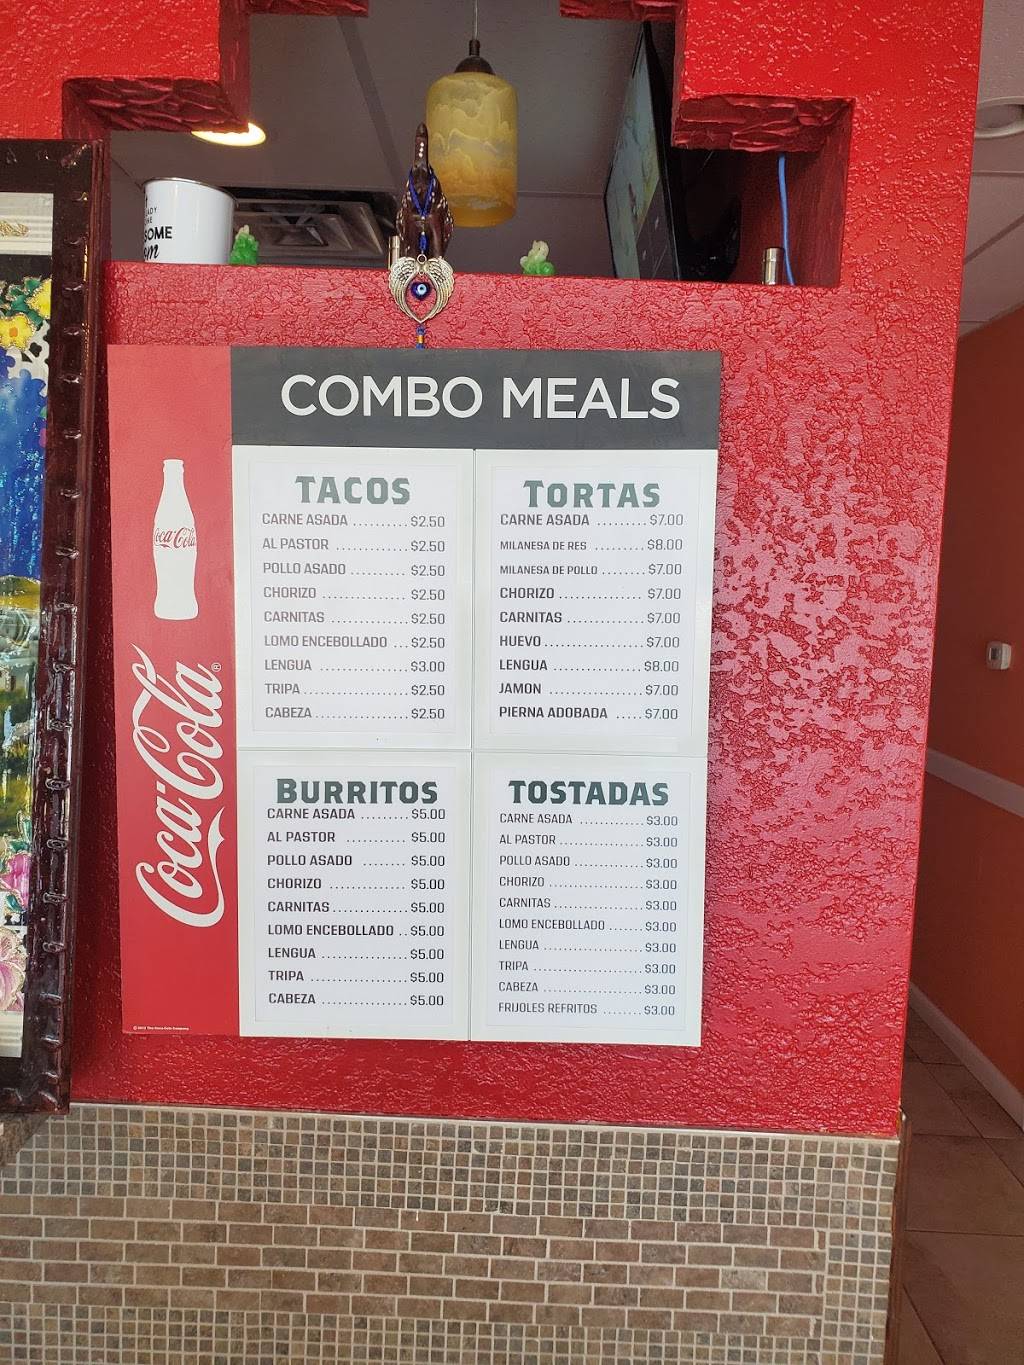 SOME
COMBO MEALS
TACOS
CARNE ASADA .......... $2.50
AL PASTOR ............. $2.50
POLLO ASADO ........... $2.50
CHORIZO ................ $2.50
CARNITAS .............. $2.50
LOMO ENCEBOLLADO ... $2.50
LENGUA ................ $3.00
TRIPA .................. $2.50
CABEZA ................ $2.50
TORTAS
CARNE ASADA ......... $7.00
MILANESA DE RES ......... $8.00
MILANESA DE POLLO ........ $7.00
CHORIZO ................ $7.00
CARNITAS .............. $7.00
HUEVO .................. $7.00
LENGUA ................ $8.00
JAMON ................. $7.00
PIERNA ADOBADA ..... $7.00
BURRITOS
CARNE ASADA ......... $5.00
AL PASTOR ............. $5.00
POLLO ASADO ........ $5.00
CHORIZO .............. $5.00
CARNITAS .............. $5.00
LOMO ENCEBOLLADO .. $5.00
LENGUA ............... $5.00
TRIPA .................. $5.00
CABEZA ................ $5.00
TOSTADAS
CARNE ASADA .............. $3.00
AL PASTOR .................. $3.00
POLLO ASADO ............... $3.00
CHORIZO .................... $3.00
CARNITAS ................... $3.00
LOMO ENCEBOLLADO ....... $3.00
LENGUA ..................... $3.00
TRIPA ....................... $3.00
CABEZA ..................... $3.00
FRIJOLES REFRITOS ......... $3.00
Coca-Cola
Coca-Cola®